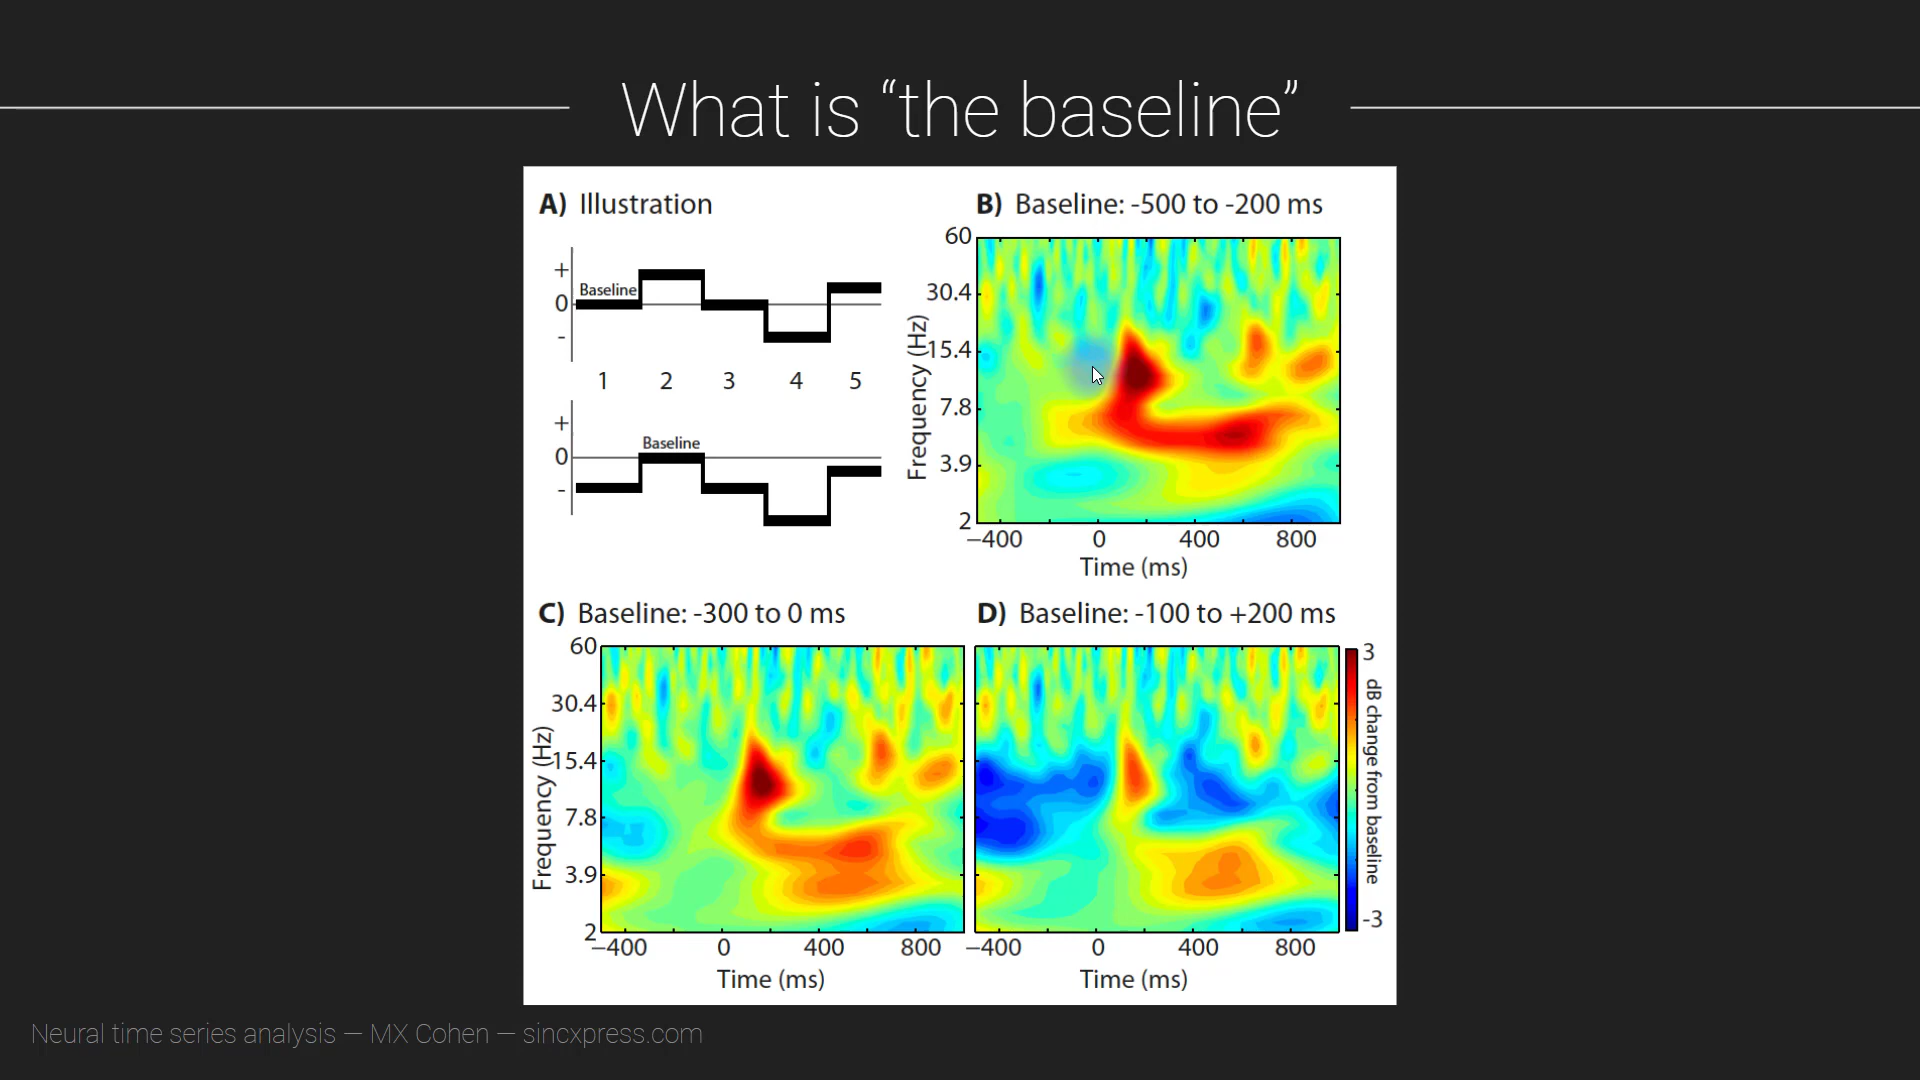 What is “the baseline”
A) Illustration
+
Baseline
0
-
1 2 3 4 5
+
Baseline
0
-
B) Baseline: -500 to -200 ms
60
30.4
15.4
7.8
3.9
2
Frequency (Hz)
−400 0 400 800
Time (ms)
C) Baseline: -300 to 0 ms
60
30.4
15.4
7.8
3.9
2
Frequency (Hz)
−400 0 400 800
Time (ms)
D) Baseline: -100 to +200 ms
−400 0 400 800
Time (ms)
3
dB change from baseline
-3
Neural time series analysis — MX Cohen — sincxpress.com